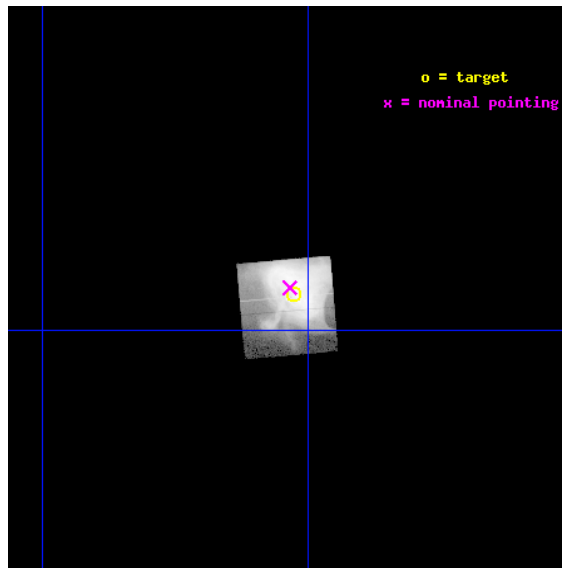 o = target
x = nominal pointing